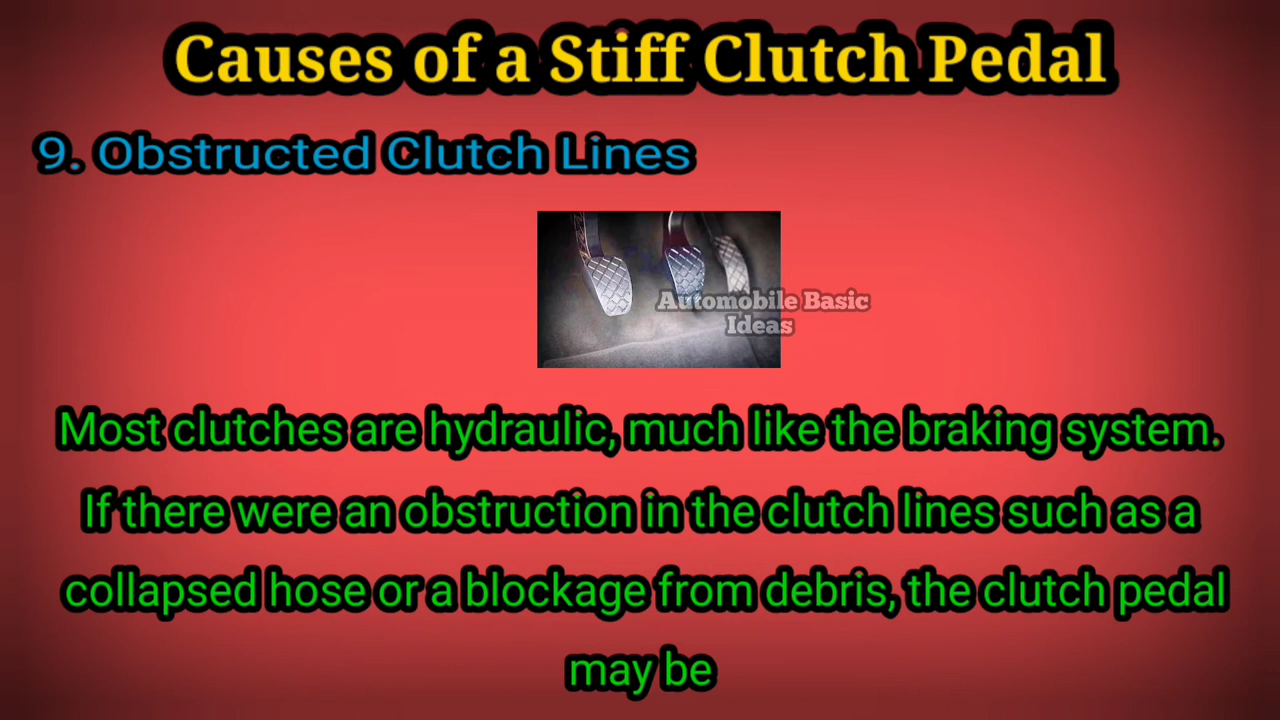 Causes of a Stiff Clutch Pedal
9. Obstructed Clutch Lines
Automobile Basic
Ideas
Most clutches are hydraulic, much like the braking system.
If there were an obstruction in the clutch lines such as a
collapsed hose or a blockage from debris, the clutch pedal
may be